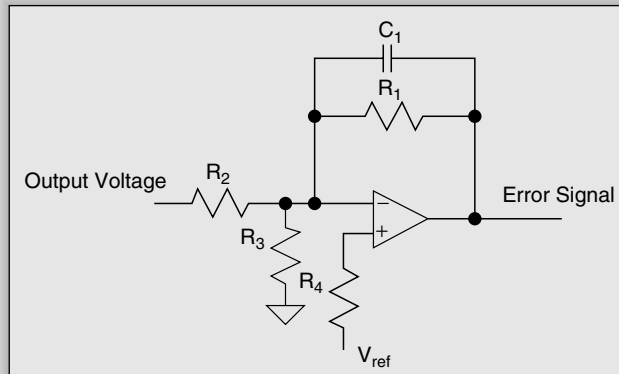 C1
R1
Output Voltage
R2
Error Signal
R3
R4
Vref